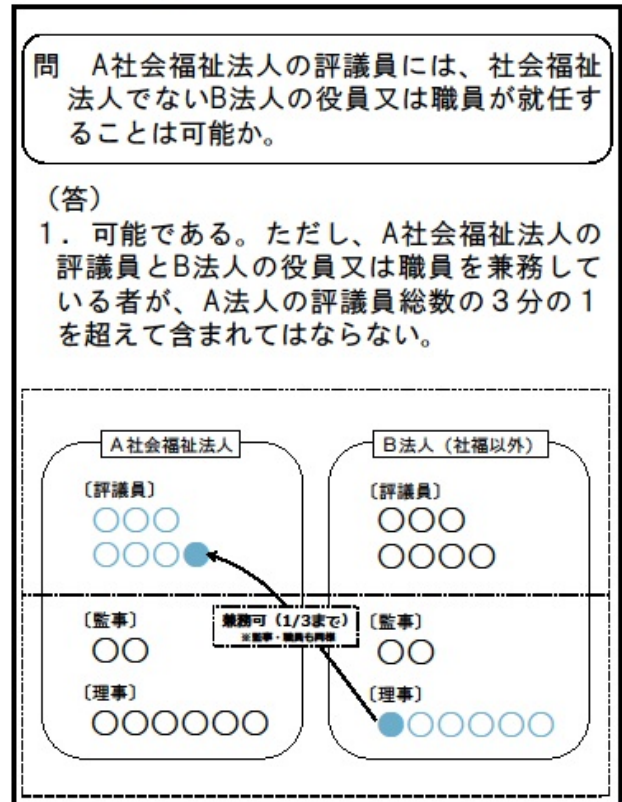 問 A社会福祉法人の評議員には、社会福祉
法人でないB法人の役員又は職員が就任す
ることは可能か。
(答)
1.可能である。ただし、A社会福祉法人の
評議員とB法人の役員又は職員を兼務して
いる者が、A法人の評議員総数の3分の1
を超えて含まれてはならない。
A社会福祉法人
〔評議員〕
〔監事〕
〔理事〕
B法人(社福以外)
〔評議員〕
〔監事〕
〔理事〕
兼務可(1/3まで)
※監事・職員も同様